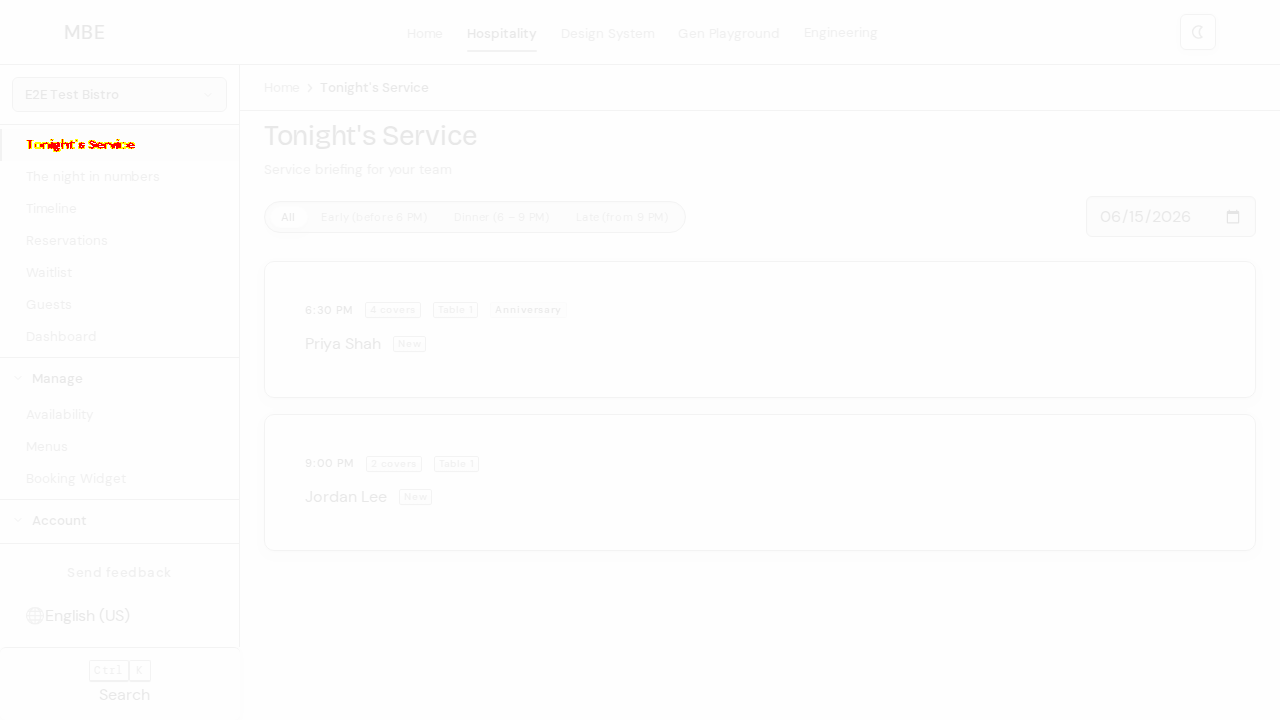 MBE
Home Hospitality Design System Gen Playground Engineering
E2E Test Bistro
Home > Tonight's Service
Tonight's Service
The night in numbers
Timeline
Reservations
Waitlist
Guests
Dashboard
Manage
Availability
Menus
Booking Widget
Account
Send feedback
English (US)
Ctrl K
Search
Tonight's Service
Service briefing for your team
All Early (before 6 PM) Dinner (6 – 9 PM) Late (from 9 PM)
06/15/2026
6:30 PM 4 covers Table 1 Anniversary
Priya Shah New
9:00 PM 2 covers Table 1
Jordan Lee New